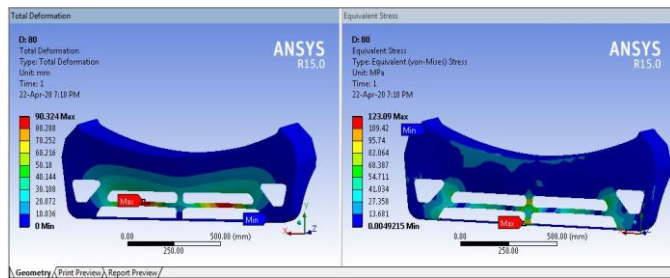 Total Deformation
D: 80
Total Deformation
Type: Total Deformation
Unit: mm
Time: 1
22-Apr-20 7:10 PM
ANSYS
R15.0
90.324 Max
80.288
70.252
60.216
50.18
40.144
30.108
20.072
10.036
0 Min
Max
Min
Y
X
Z
0.00
500.00 (mm)
250.00
Equivalent Stress
D: 80
Equivalent Stress
Type: Equivalent (von-Mises) Stress
Unit: MPa
Time: 1
22-Apr-20 7:10 PM
ANSYS
R15.0
123.09 Max
109.42
95.74
82.064
68.387
54.711
41.034
27.358
13.681
0.0049215 Min
Min
Max
Y
X
Z
0.00
500.00 (mm)
250.00
Geometry Print Preview Report Preview